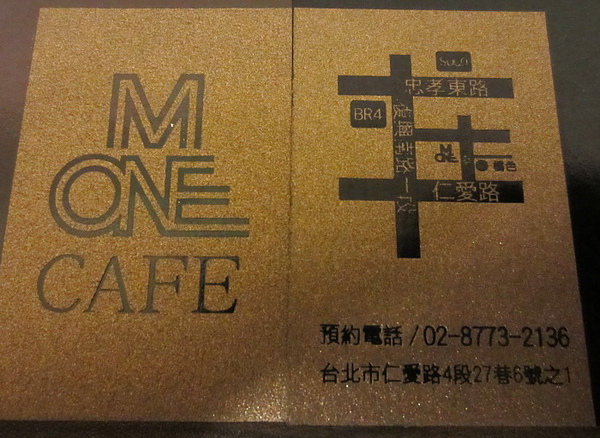 M
ONE
CAFE
SOGO
忠孝東路
BR4
復興南路一段
M
ONE
仁愛路
預約電話 / 02-8773-2136
台北市仁愛路4段27巷6號之1